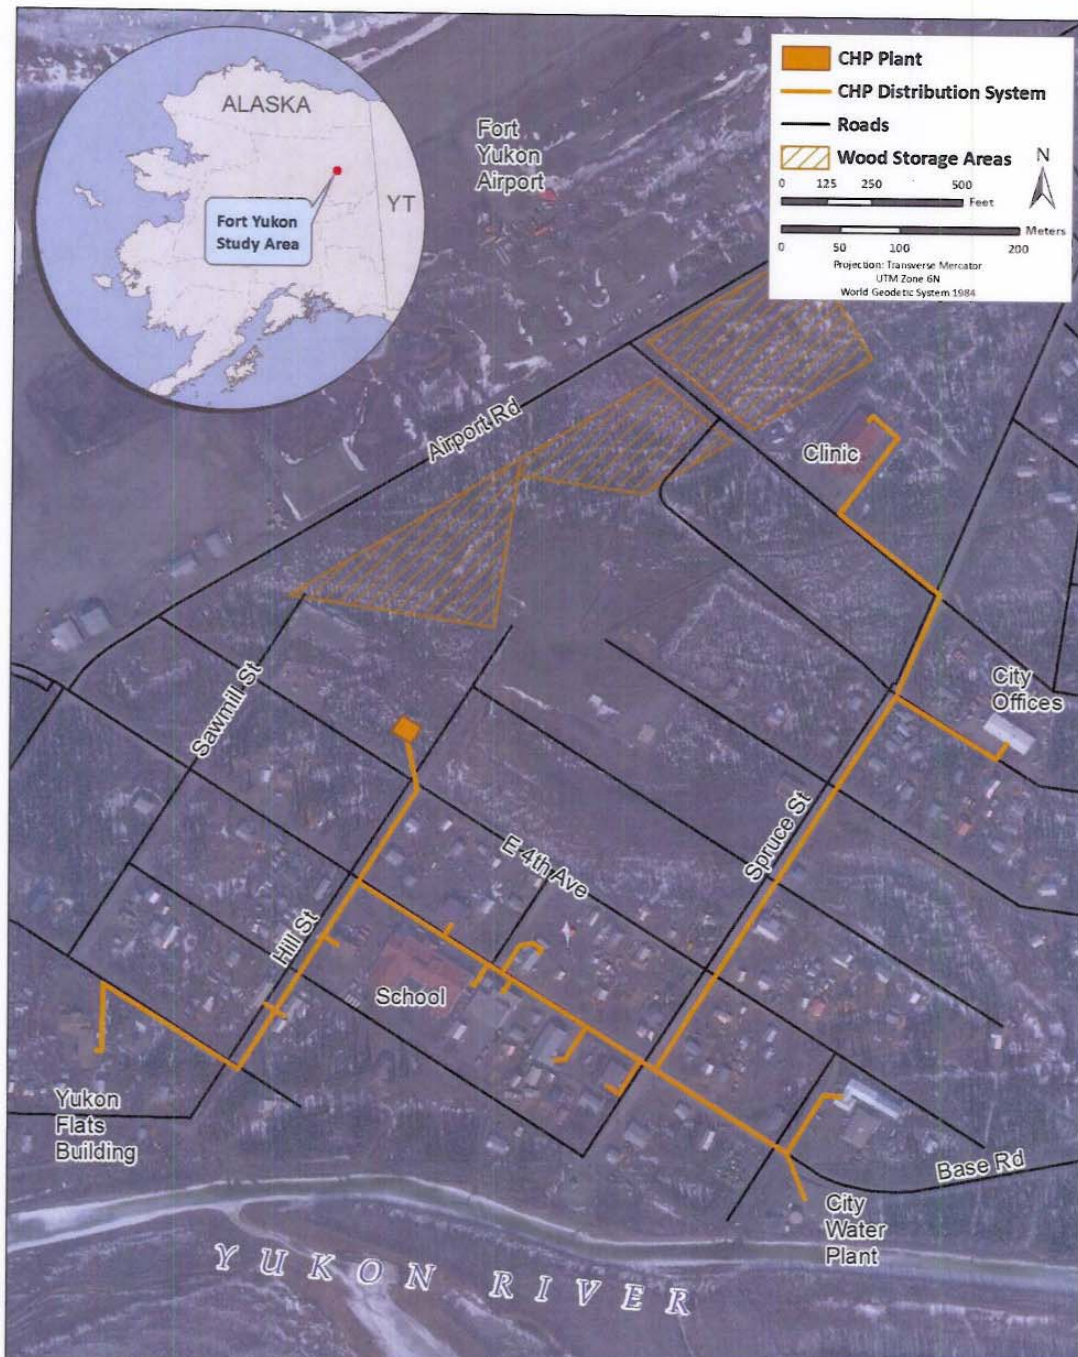 ALASKA
YT
Fort Yukon
Study Area
Fort
Yukon
Airport
CHP Plant
CHP Distribution System
Roads
Wood Storage Areas
N
0 125 250 500
Feet
Meters
0 50 100 200
Projection: Transverse Mercator
UTM Zone 6N
World Geodetic System 1984
Airport Rd
Clinic
Sawmill St
City
Offices
Spruce St
E 4th Ave
Hill St
School
Yukon
Flats
Building
Base Rd
City
Water
Plant
YUKON RIVER